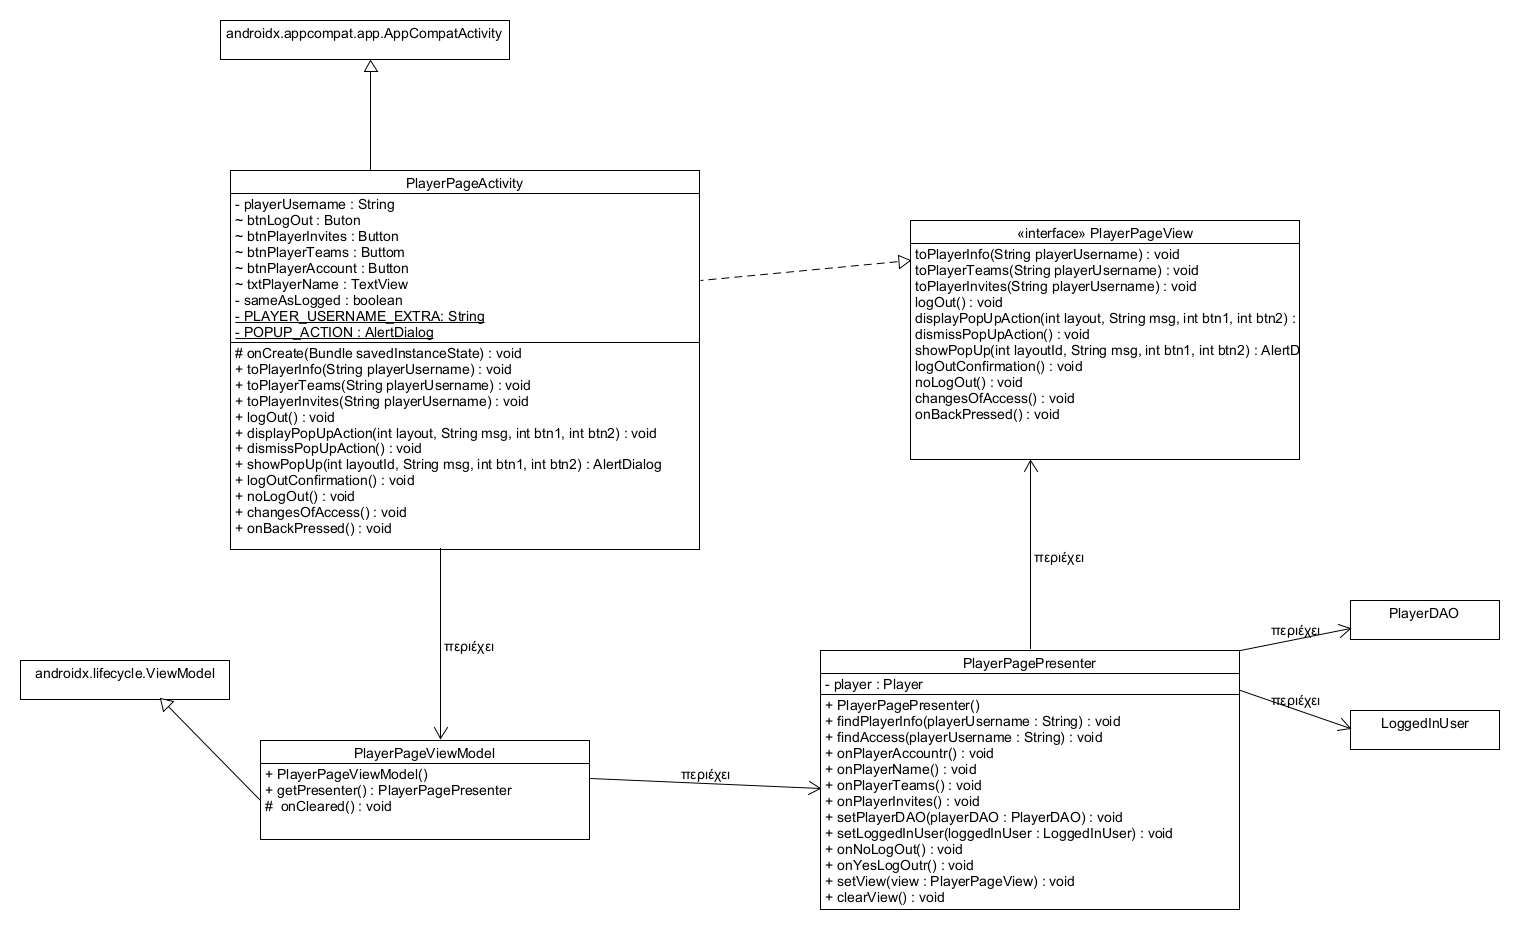 androidx.appcompat.app.AppCompatActivity
PlayerPageActivity
- playerUsername : String
~ btnLogOut : Buton
~ btnPlayerInvites : Button
~ btnPlayerTeams : Buttom
~ btnPlayerAccount : Button
~ txtPlayerName : TextView
- sameAsLogged : boolean
- PLAYER_USERNAME_EXTRA: String
- POPUP_ACTION : AlertDialog
# onCreate(Bundle savedInstanceState) : void
+ toPlayerInfo(String playerUsername) : void
+ toPlayerTeams(String playerUsername) : void
+ toPlayerInvites(String playerUsername) : void
+ logOut() : void
+ displayPopUpAction(int layout, String msg, int btn1, int btn2) : void
+ dismissPopUpAction() : void
+ showPopUp(int layoutId, String msg, int btn1, int btn2) : AlertDialog
+ logOutConfirmation() : void
+ noLogOut() : void
+ changesOfAccess() : void
+ onBackPressed() : void
«interface» PlayerPageView
toPlayerInfo(String playerUsername) : void
toPlayerTeams(String playerUsername) : void
toPlayerInvites(String playerUsername) : void
logOut() : void
displayPopUpAction(int layout, String msg, int btn1, int btn2) :
dismissPopUpAction() : void
showPopUp(int layoutId, String msg, int btn1, int btn2) : AlertD
logOutConfirmation() : void
noLogOut() : void
changesOfAccess() : void
onBackPressed() : void
περιέχει
περιέχει
androidx.lifecycle.ViewModel
PlayerPageViewModel
+ PlayerPageViewModel()
+ getPresenter() : PlayerPagePresenter
# onCleared() : void
περιέχει
PlayerPagePresenter
- player : Player
+ PlayerPagePresenter()
+ findPlayerInfo(playerUsername : String) : void
+ findAccess(playerUsername : String) : void
+ onPlayerAccountr() : void
+ onPlayerName() : void
+ onPlayerTeams() : void
+ onPlayerInvites() : void
+ setPlayerDAO(playerDAO : PlayerDAO) : void
+ setLoggedInUser(loggedInUser : LoggedInUser) : void
+ onNoLogOut() : void
+ onYesLogOutr() : void
+ setView(view : PlayerPageView) : void
+ clearView() : void
περιέχει
PlayerDAO
περιέχει
LoggedInUser